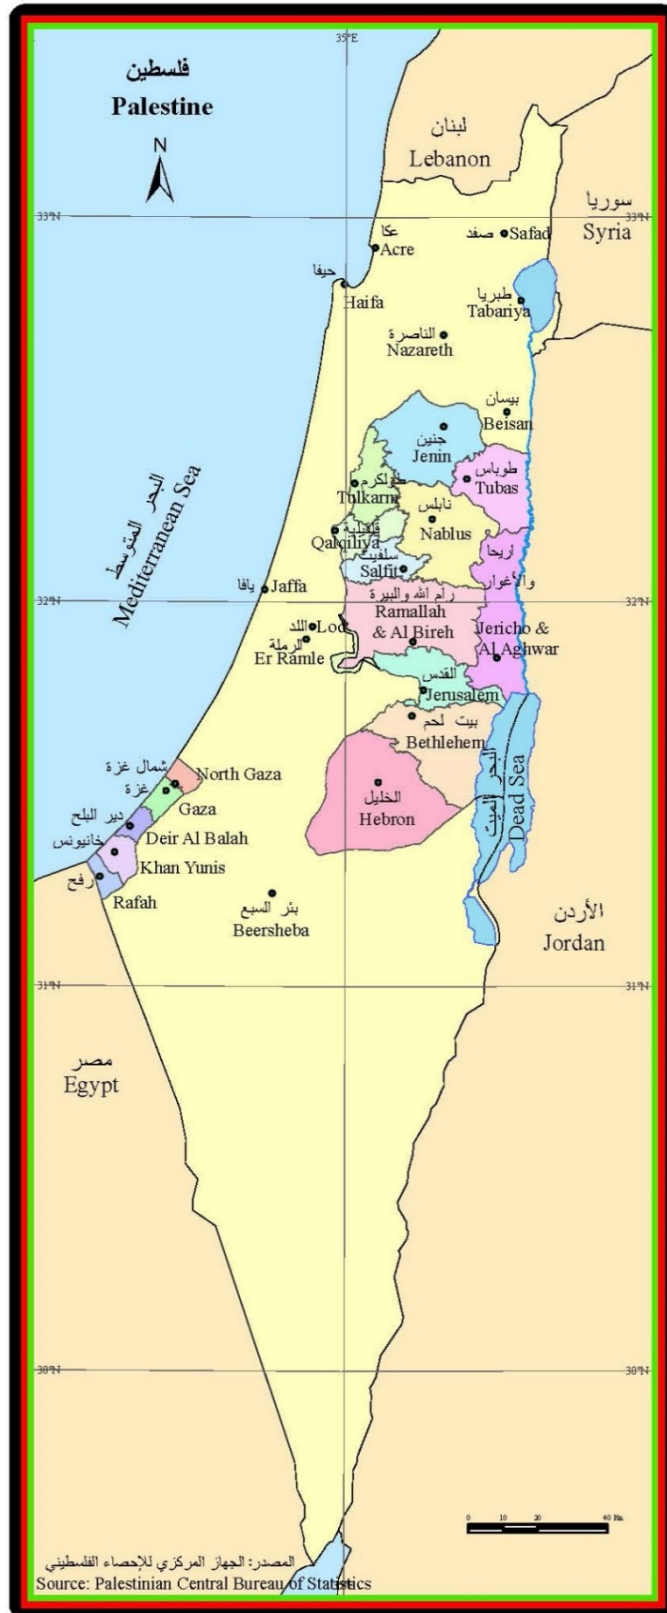 35°E
فلسطين
Palestine
N
لبنان
Lebanon
سوريا
Syria
33°N
33°N
عكا
Acre
صفد
Safad
حيفا
Haifa
طبريا
Tabariya
الناصرة
Nazareth
بيسان
Beisan
جنين
Jenin
طوباس
Tubas
طولكرم
Tulkarm
نابلس
Nablus
قلقيلية
Qalqiliya
سلفيت
Salfit
اريحا
والأغوار
Jericho &
Al Aghwar
البحر المتوسط
Mediterranean Sea
يافا
Jaffa
32°N
32°N
رام الله والبيرة
Ramallah
& Al Bireh
اللد
Lod
الرملة
Er Ramle
القدس
Jerusalem
بيت لحم
Bethlehem
البحر الميت
Dead Sea
شمال غزة
North Gaza
غزة
Gaza
الخليل
Hebron
دير البلح
Deir Al Balah
خانيونس
Khan Yunis
رفح
Rafah
بئر السبع
Beersheba
الأردن
Jordan
31°N
31°N
مصر
Egypt
30°N
30°N
0 10 20 40
المصدر: الجهاز المركزي للإحصاء الفلسطيني
Source: Palestinian Central Bureau of Statistics